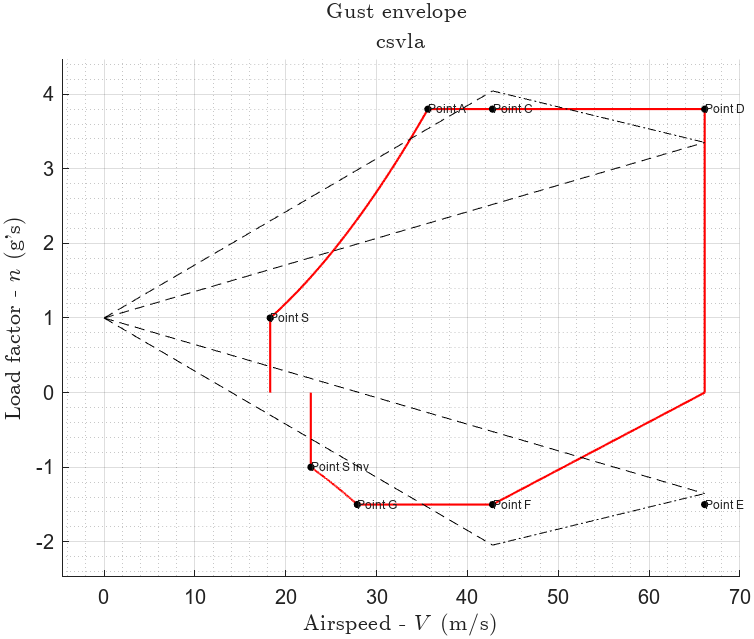 Gust envelope
csvla
Load factor - n (g's)
4
3
2
1
0
-1
-2
Point A
Point C
Point D
Point S
Point S inv
Point G
Point F
Point E
0 10 20 30 40 50 60 70
Airspeed - V (m/s)